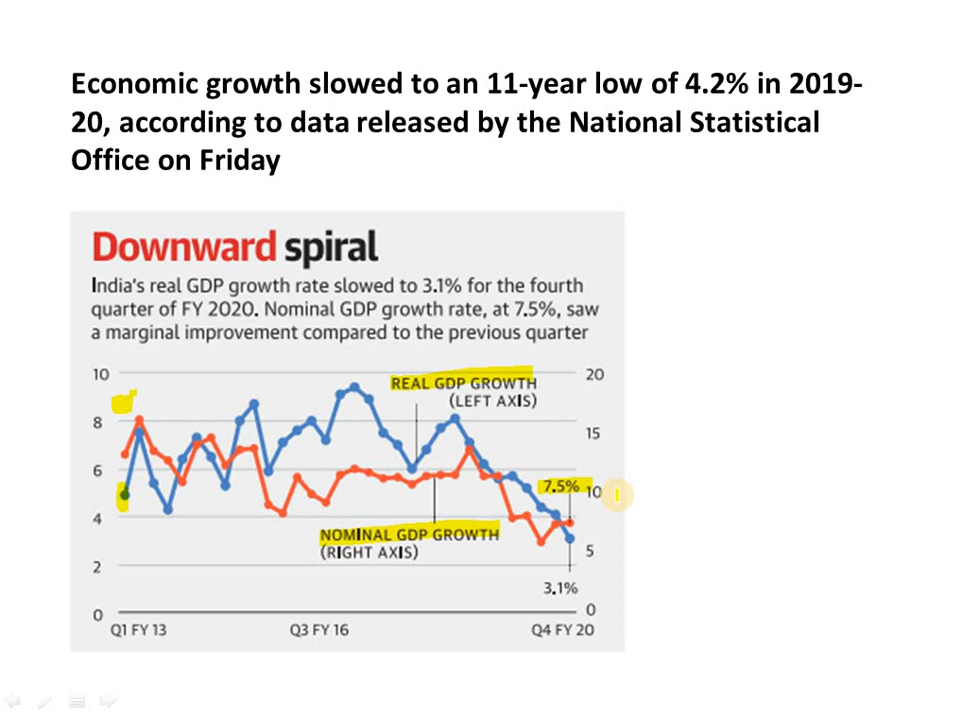 Economic growth slowed to an 11-year low of 4.2% in 2019-
20, according to data released by the National Statistical
Office on Friday
Downward spiral
India's real GDP growth rate slowed to 3.1% for the fourth
quarter of FY 2020. Nominal GDP growth rate, at 7.5%, saw
a marginal improvement compared to the previous quarter
10
20
REAL GDP GROWTH
(LEFT AXIS)
8
15
6
7.5%
10
4
NOMINAL GDP GROWTH
(RIGHT AXIS)
5
2
3.1%
0
0
Q1 FY 13
Q3 FY 16
Q4 FY 20